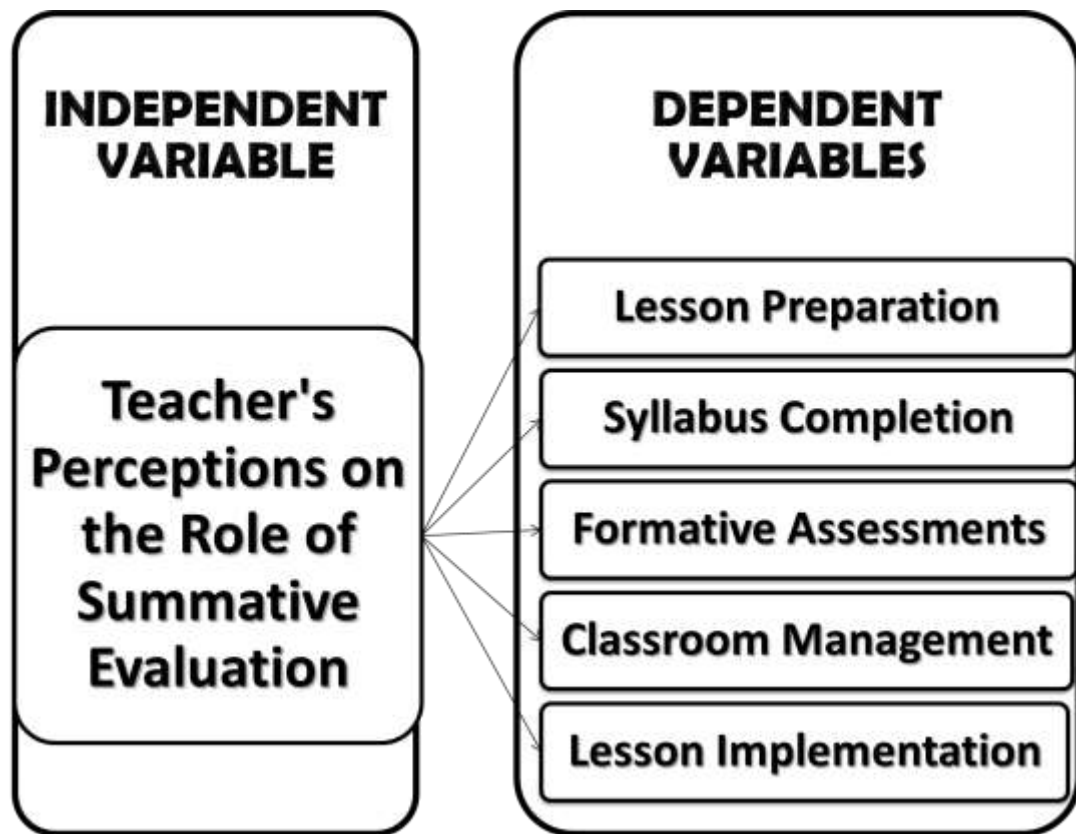 INDEPENDENT
VARIABLE
Teacher's
Perceptions on
the Role of
Summative
Evaluation
DEPENDENT
VARIABLES
Lesson Preparation
Syllabus Completion
Formative Assessments
Classroom Management
Lesson Implementation